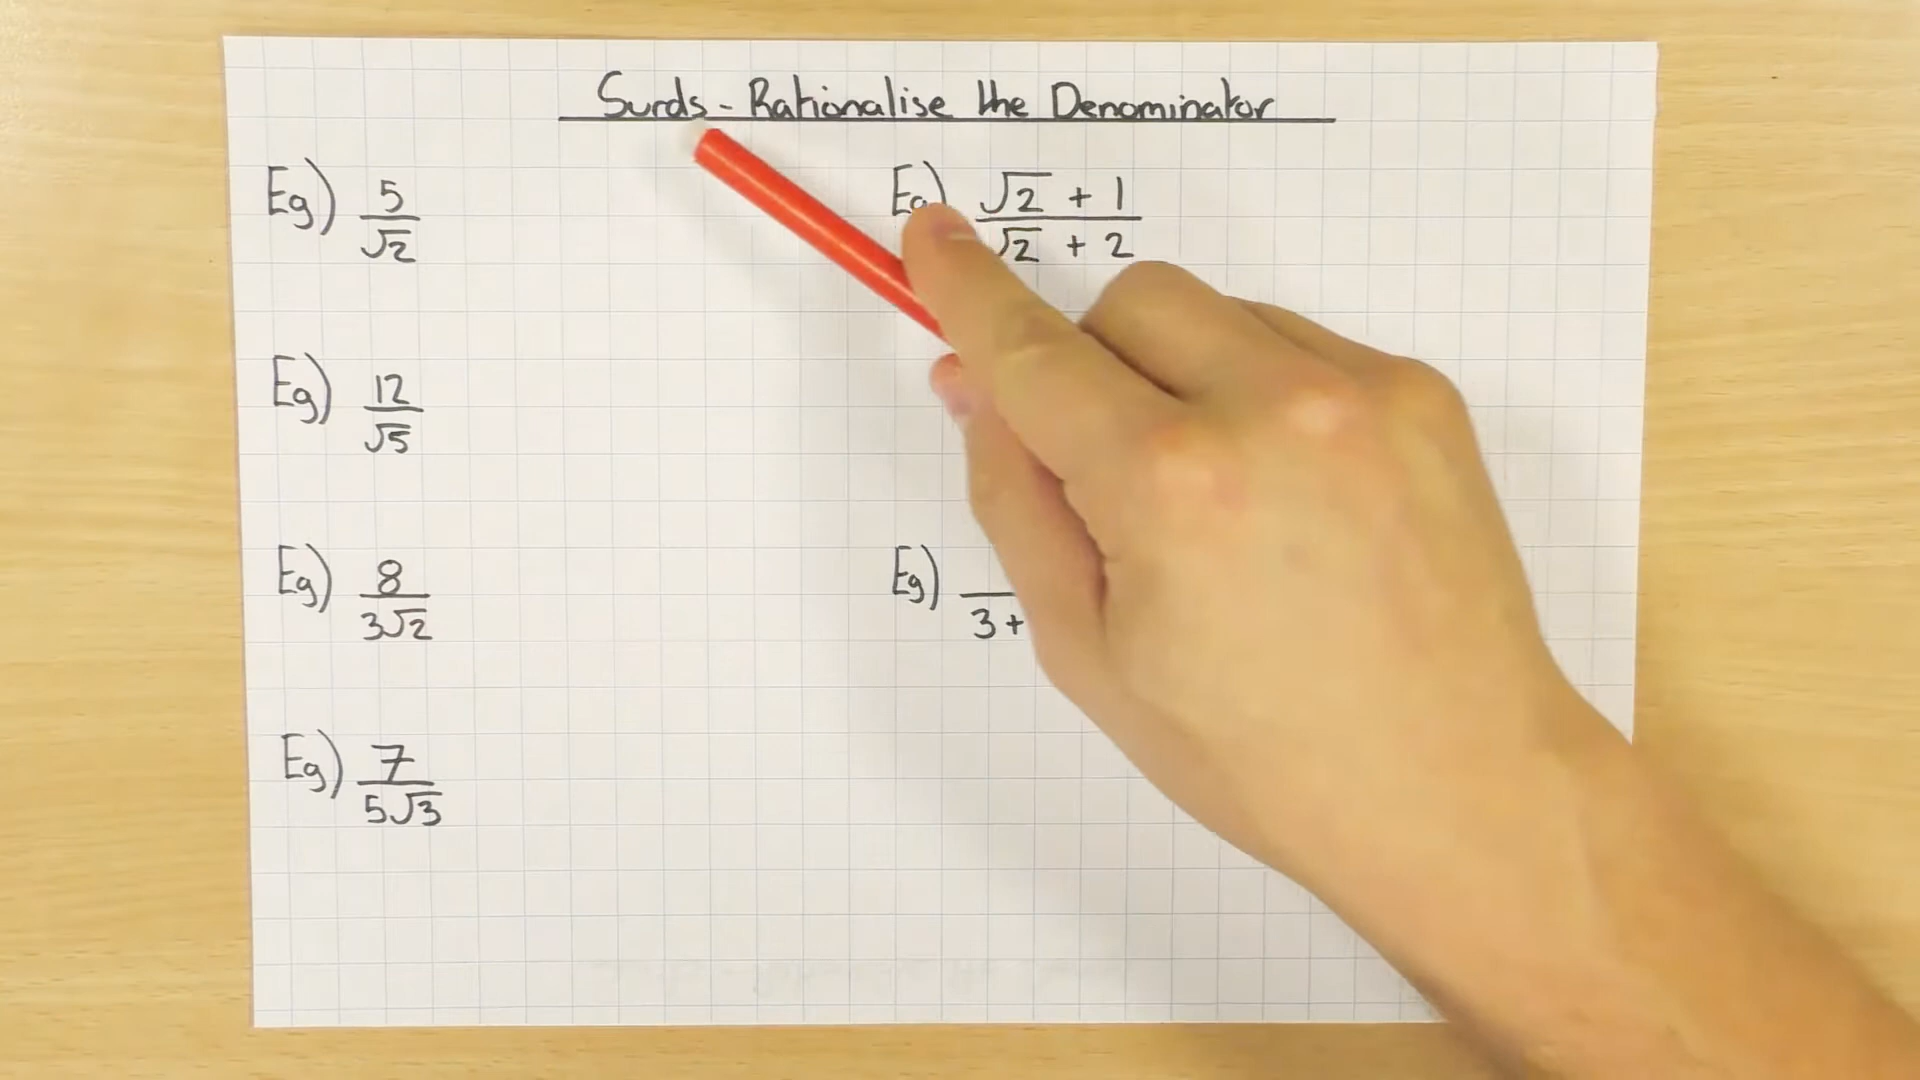 Surds - Rationalise the Denominator
Eg) 5
√2
Eg) 12
√5
Eg) 8
3√2
Eg) 7
5√3
Eg) √2 + 1
√2 + 2
Eg)
3 +